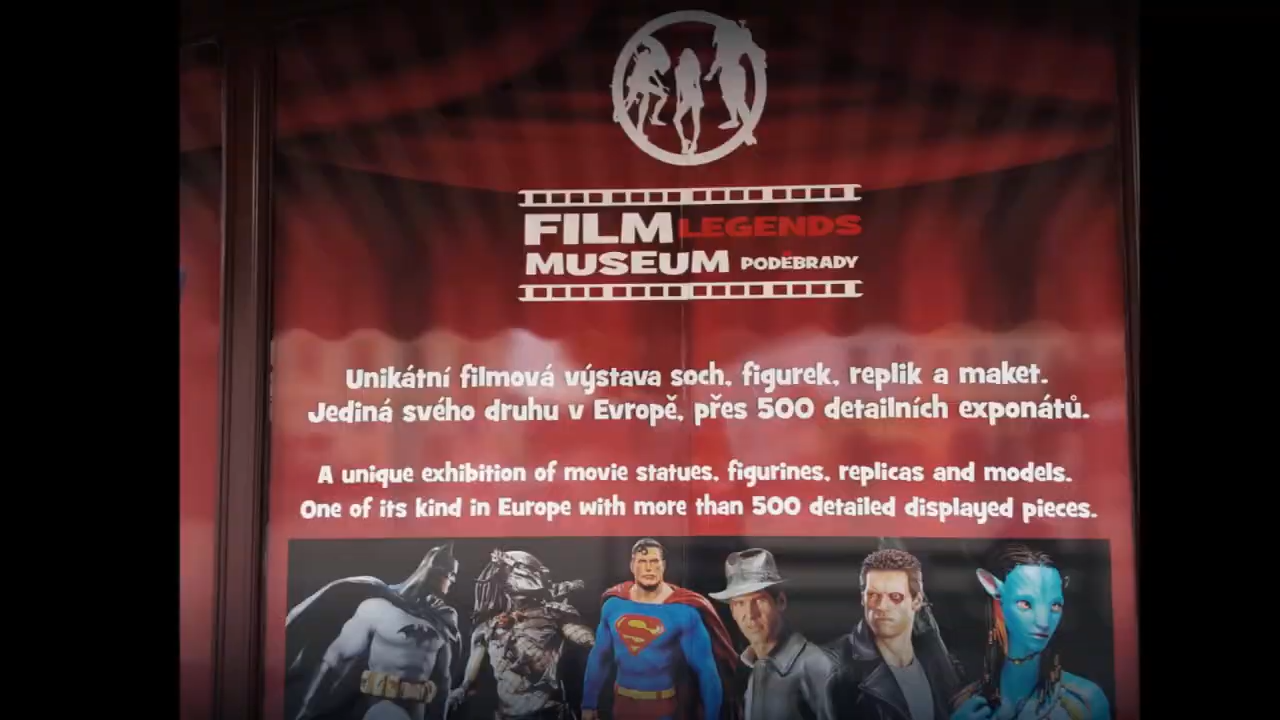 FILM LEGENDS
MUSEUM PODĚBRADY
Unikátní filmová výstava soch, figurek, replik a maket.
Jediná svého druhu v Evropě, přes 500 detailních exponátů.
A unique exhibition of movie statues, figurines, replicas and models.
One of its kind in Europe with more than 500 detailed displayed pieces.